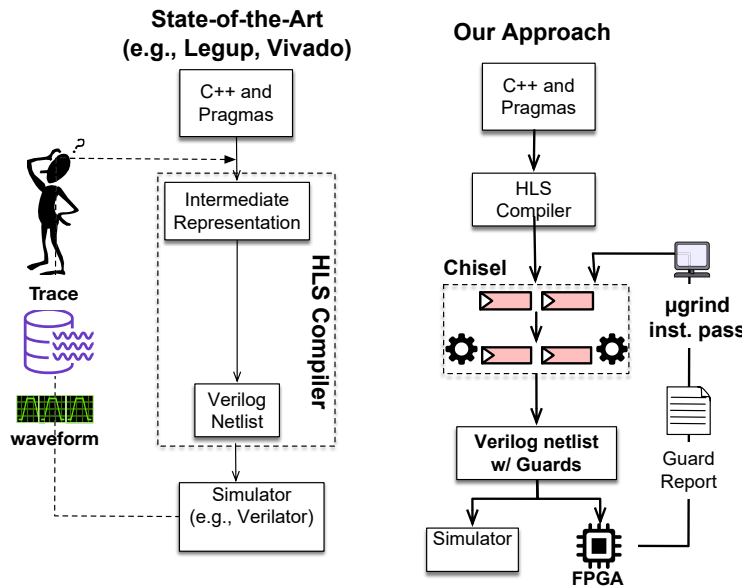 State-of-the-Art
(e.g., Legup, Vivado)
C++ and
Pragmas
?
Intermediate
Representation
HLS Compiler
Trace
waveform
Verilog
Netlist
Simulator
(e.g., Verilator)
Our Approach
C++ and
Pragmas
HLS
Compiler
Chisel
µgrind
inst. pass
Verilog netlist
w/ Guards
Guard
Report
Simulator
FPGA